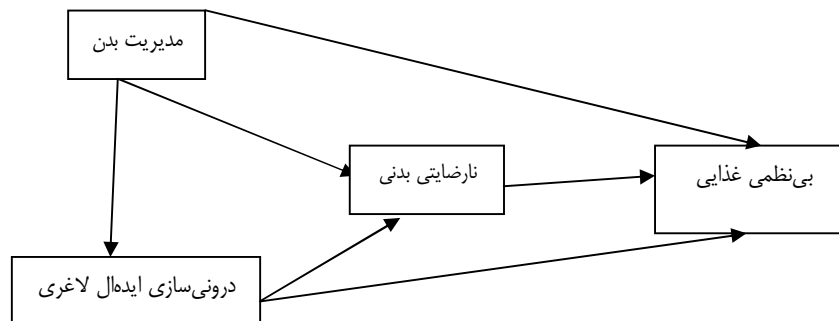 مدیریت بدن
نارضایتی بدنی
بی‌نظمی غذایی
درونی‌سازی ایده‌ال لاغری